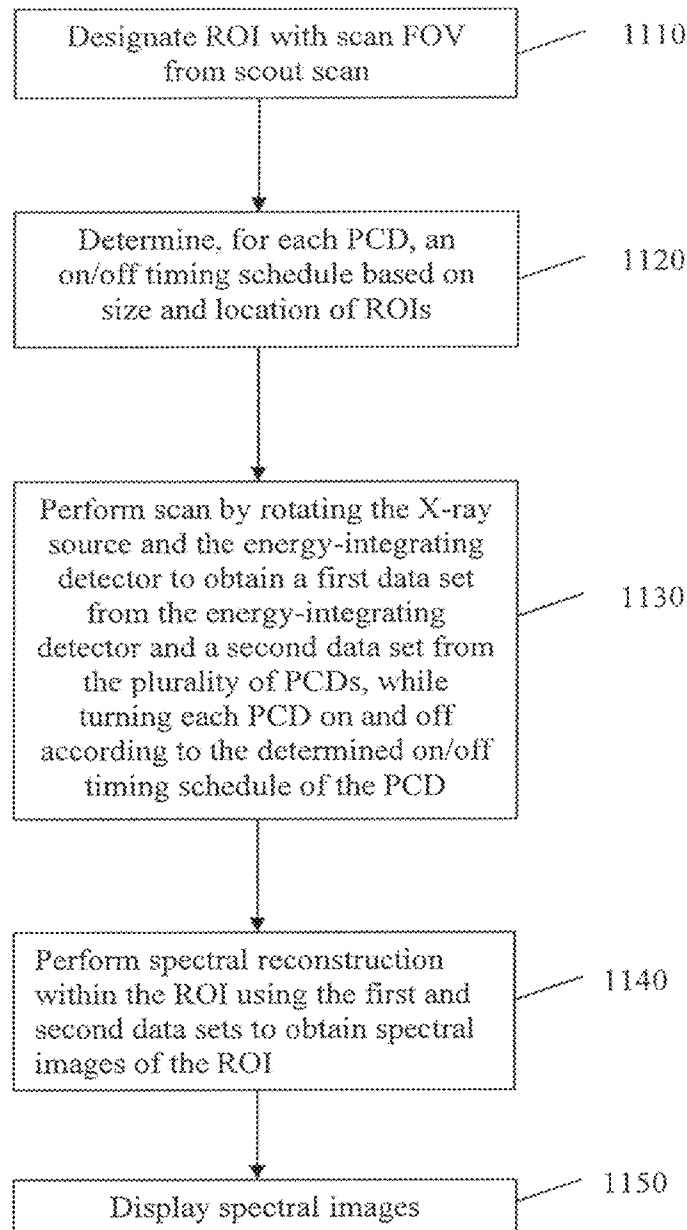 Designate ROI with scan FOV
from scout scan
1110
Determine, for each PCD, an
on/off timing schedule based on
size and location of ROIs
1120
Perform scan by rotating the X-ray
source and the energy-integrating
detector to obtain a first data set
from the energy-integrating
detector and a second data set from
the plurality of PCDs, while
turning each PCD on and off
according to the determined on/off
timing schedule of the PCD
1130
Perform spectral reconstruction
within the ROI using the first and
second data sets to obtain spectral
images of the ROI
1140
Display spectral images
1150